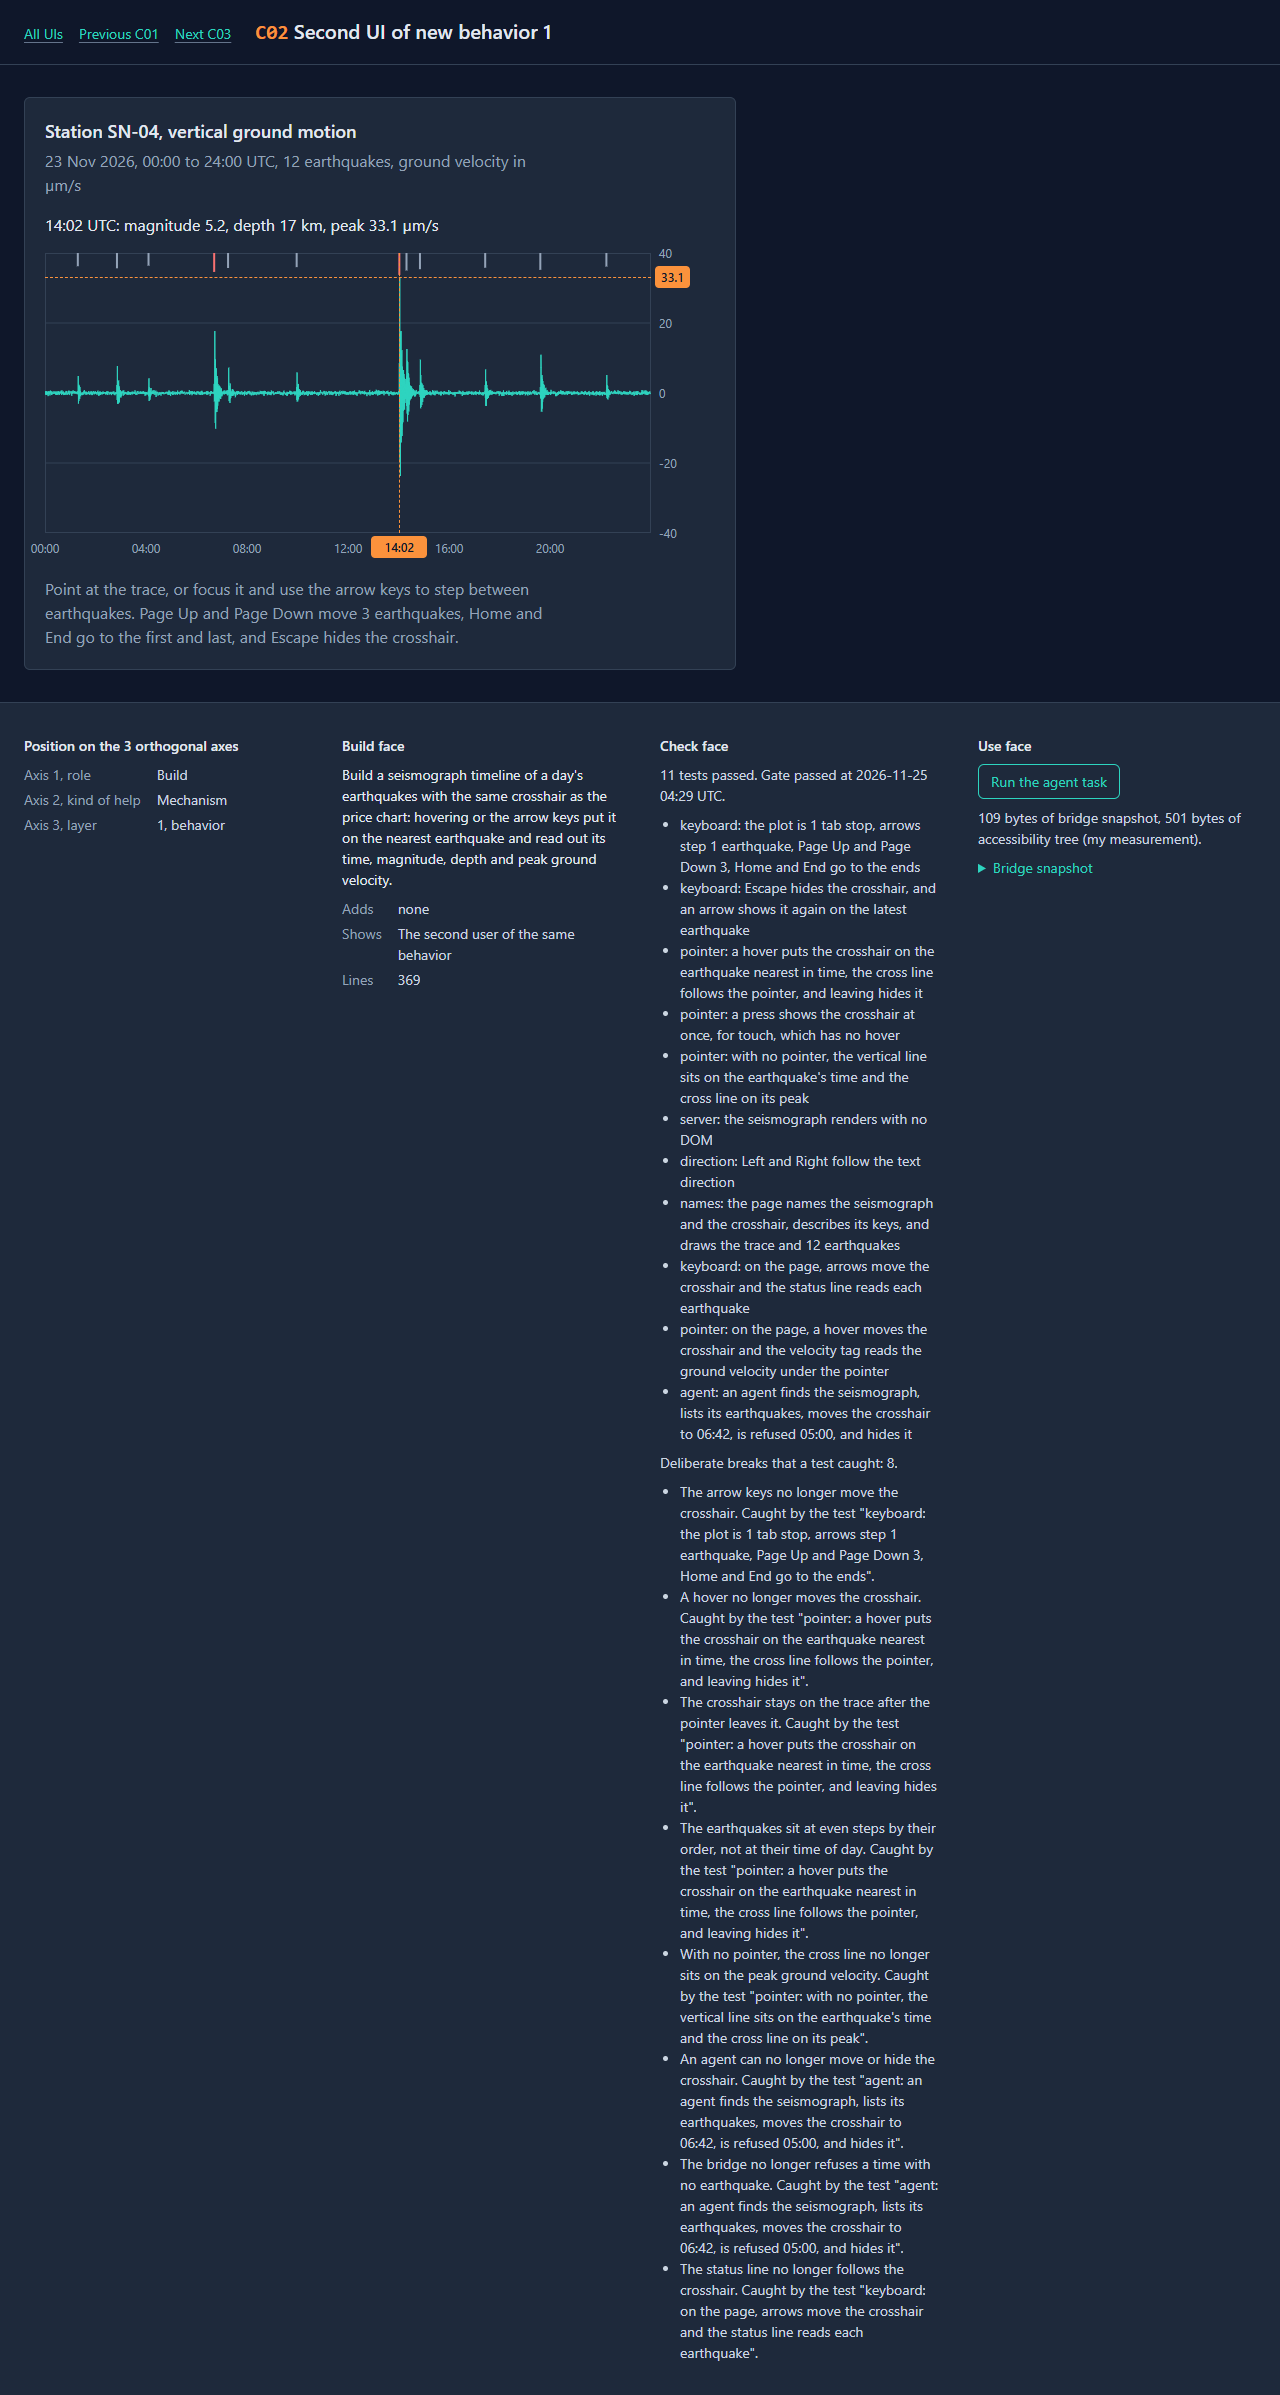 All UIs
Previous C01
Next C03
C02 Second UI of new behavior 1
Station SN-04, vertical ground motion
23 Nov 2026, 00:00 to 24:00 UTC, 12 earthquakes, ground velocity in
µm/s
14:02 UTC: magnitude 5.2, depth 17 km, peak 33.1 µm/s
40
33.1
20
0
-20
-40
00:00
04:00
08:00
12:00
14:02
16:00
20:00
Point at the trace, or focus it and use the arrow keys to step between
earthquakes. Page Up and Page Down move 3 earthquakes, Home and
End go to the first and last, and Escape hides the crosshair.
Position on the 3 orthogonal axes
Axis 1, role Build
Axis 2, kind of help Mechanism
Axis 3, layer 1, behavior
Build face
Build a seismograph timeline of a day's
earthquakes with the same crosshair as the
price chart: hovering or the arrow keys put it
on the nearest earthquake and read out its
time, magnitude, depth and peak ground
velocity.
Adds none
Shows The second user of the same
behavior
Lines 369
Check face
11 tests passed. Gate passed at 2026-11-25
04:29 UTC.
• keyboard: the plot is 1 tab stop, arrows
step 1 earthquake, Page Up and Page
Down 3, Home and End go to the ends
• keyboard: Escape hides the crosshair, and
an arrow shows it again on the latest
earthquake
• pointer: a hover puts the crosshair on the
earthquake nearest in time, the cross line
follows the pointer, and leaving hides it
• pointer: a press shows the crosshair at
once, for touch, which has no hover
• pointer: with no pointer, the vertical line
sits on the earthquake's time and the
cross line on its peak
• server: the seismograph renders with no
DOM
• direction: Left and Right follow the text
direction
• names: the page names the seismograph
and the crosshair, describes its keys, and
draws the trace and 12 earthquakes
• keyboard: on the page, arrows move the
crosshair and the status line reads each
earthquake
• pointer: on the page, a hover moves the
crosshair and the velocity tag reads the
ground velocity under the pointer
• agent: an agent finds the seismograph,
lists its earthquakes, moves the crosshair
to 06:42, is refused 05:00, and hides it
Deliberate breaks that a test caught: 8.
• The arrow keys no longer move the
crosshair. Caught by the test "keyboard:
the plot is 1 tab stop, arrows step 1
earthquake, Page Up and Page Down 3,
Home and End go to the ends".
• A hover no longer moves the crosshair.
Caught by the test "pointer: a hover puts
the crosshair on the earthquake nearest
in time, the cross line follows the pointer,
and leaving hides it".
• The crosshair stays on the trace after the
pointer leaves it. Caught by the test
"pointer: a hover puts the crosshair on
the earthquake nearest in time, the cross
line follows the pointer, and leaving hides
it".
• The earthquakes sit at even steps by their
order, not at their time of day. Caught by
the test "pointer: a hover puts the
crosshair on the earthquake nearest in
time, the cross line follows the pointer,
and leaving hides it".
• With no pointer, the cross line no longer
sits on the peak ground velocity. Caught
by the test "pointer: with no pointer, the
vertical line sits on the earthquake's time
and the cross line on its peak".
• An agent can no longer move or hide the
crosshair. Caught by the test "agent: an
agent finds the seismograph, lists its
earthquakes, moves the crosshair to
06:42, is refused 05:00, and hides it".
• The bridge no longer refuses a time with
no earthquake. Caught by the test "agent:
an agent finds the seismograph, lists its
earthquakes, moves the crosshair to
06:42, is refused 05:00, and hides it".
• The status line no longer follows the
crosshair. Caught by the test "keyboard:
on the page, arrows move the crosshair
and the status line reads each
earthquake".
Use face
Run the agent task
109 bytes of bridge snapshot, 501 bytes of
accessibility tree (my measurement).
▶ Bridge snapshot